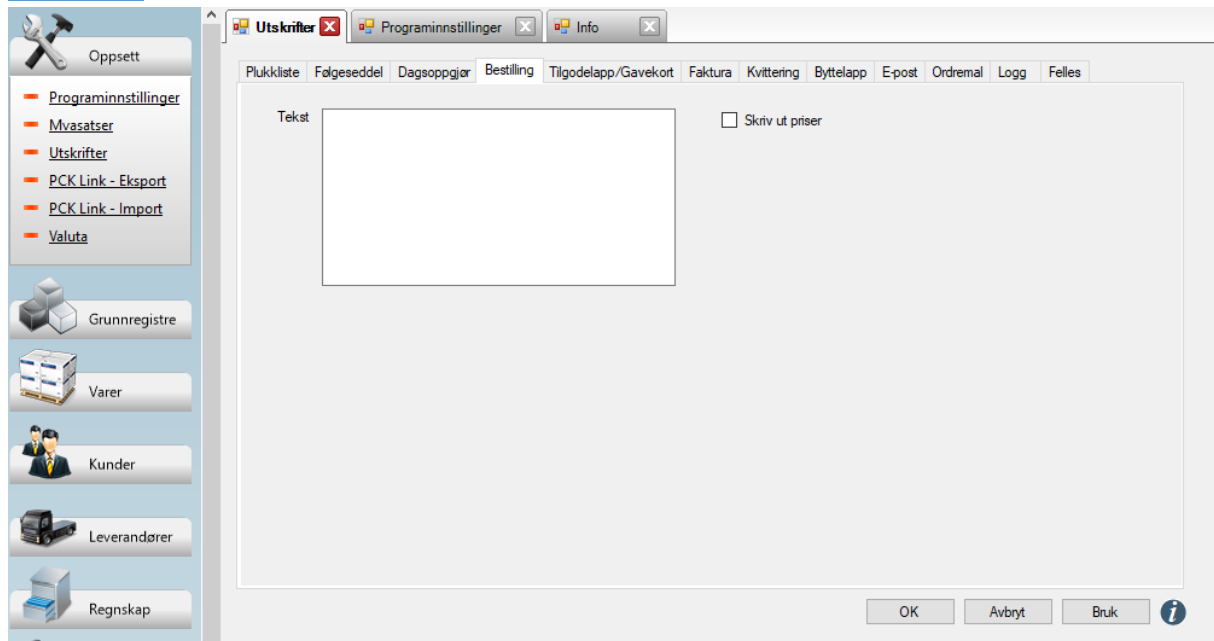 Utskrifter
Programinnstillinger
Info
Oppsett
Programinnstillinger
Mvasatser
Utskrifter
PCK Link - Eksport
PCK Link - Import
Valuta
Grunnregistre
Varer
Kunder
Leverandører
Regnskap
Plukkliste Følgeseddel Dagsoppgjør Bestilling Tilgodelapp/Gavekort Faktura Kvittering Byttelapp E-post Ordremal Logg Felles
Tekst
Skriv ut priser
OK Avbryt Bruk